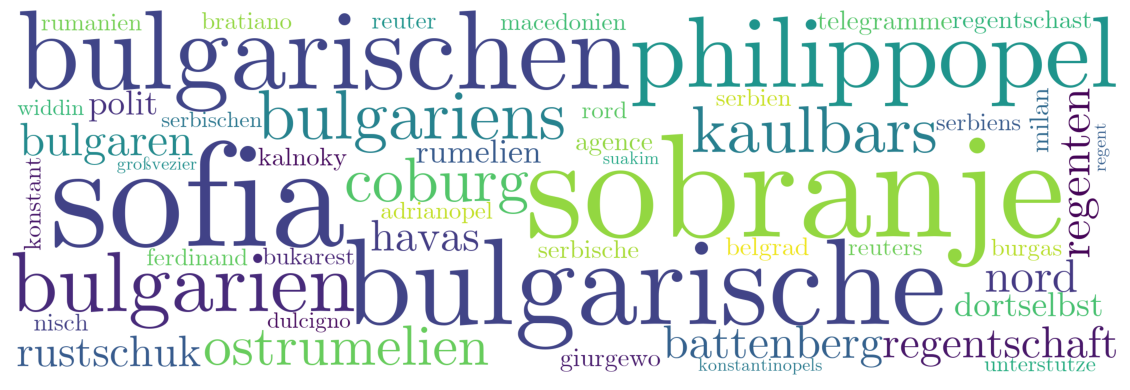 rumanien bratiano reuter macedonien telegramme regentschast
bulgarischen philippopel
widdin polit serbischen bulgariens rord serbien kaulbars serbiens milan regenten
bulgaren großvezier kalnoky rumelien agence suakim regent
konstant sofia coburg sobranje
adrianopel havas serbische belgrad reuters burgas
ferdinand bukarest
bulgarien bulgarische nord
nisch dulcigno dortselbst
rustschuk ostrumelien giurgewo battenberg konstantinopels regentschaft unterstutze